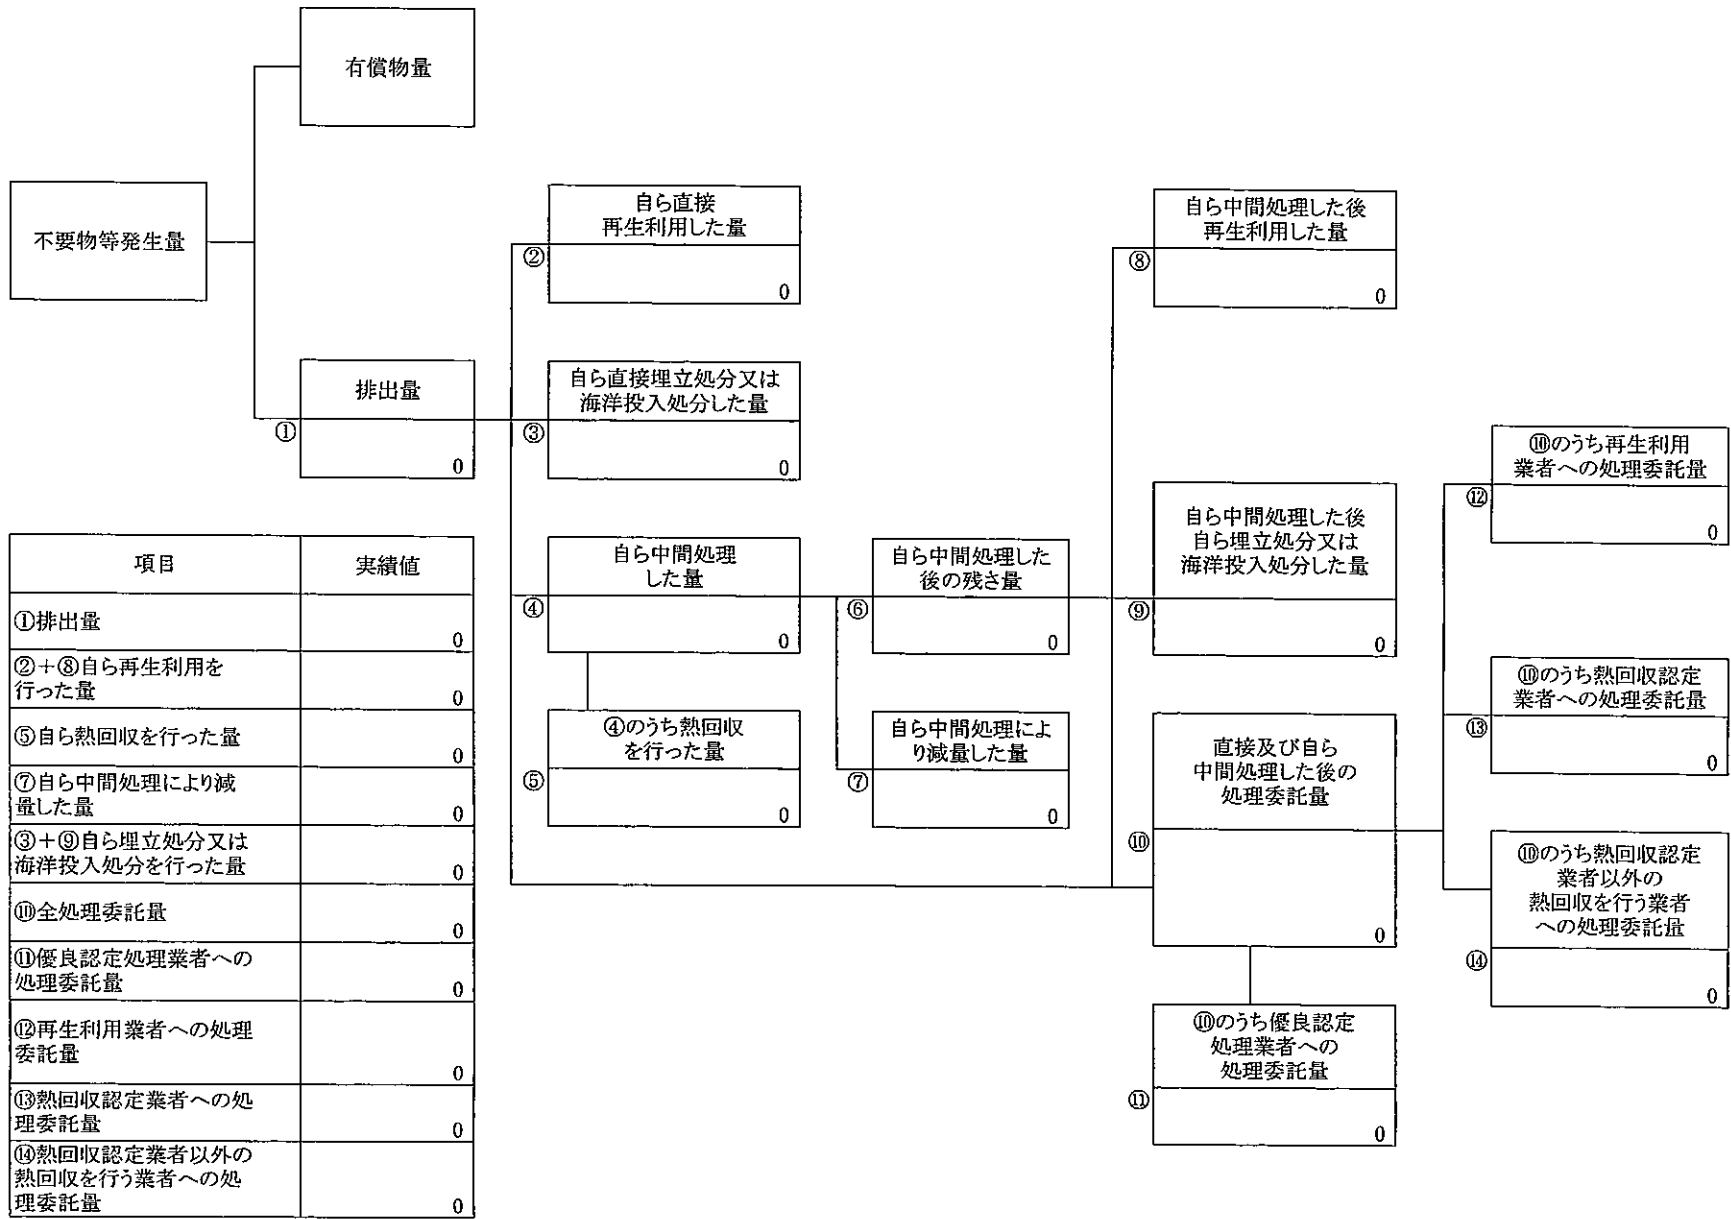 有償物量
不要物等発生量
排出量
①
0
自ら直接
再生利用した量
②
0
自ら直接埋立処分又は
海洋投入処分した量
③
0
自ら中間処理
した量
④
0
④のうち熱回収
を行った量
⑤
0
自ら中間処理した
後の残さ量
⑥
0
自ら中間処理によ
り減量した量
⑦
0
自ら中間処理した後
再生利用した量
⑧
0
自ら中間処理した後
自ら埋立処分又は
海洋投入処分した量
⑨
0
直接及び自ら
中間処理した後の
処理委託量
⑩
0
⑩のうち優良認定
処理業者への
処理委託量
⑪
0
⑩のうち再生利用
業者への処理委託量
⑫
0
⑩のうち熱回収認定
業者への処理委託量
⑬
0
⑩のうち熱回収認定
業者以外の
熱回収を行う業者
への処理委託量
⑭
0
項目 実績値
①排出量
0
②＋⑧自ら再生利用を
行った量
0
⑤自ら熱回収を行った量
0
⑦自ら中間処理により減
量した量
0
③＋⑨自ら埋立処分又は
海洋投入処分を行った量
0
⑩全処理委託量
0
⑪優良認定処理業者への
処理委託量
0
⑫再生利用業者への処理
委託量
0
⑬熱回収認定業者への処
理委託量
0
⑭熱回収認定業者以外の
熱回収を行う業者への処
理委託量
0